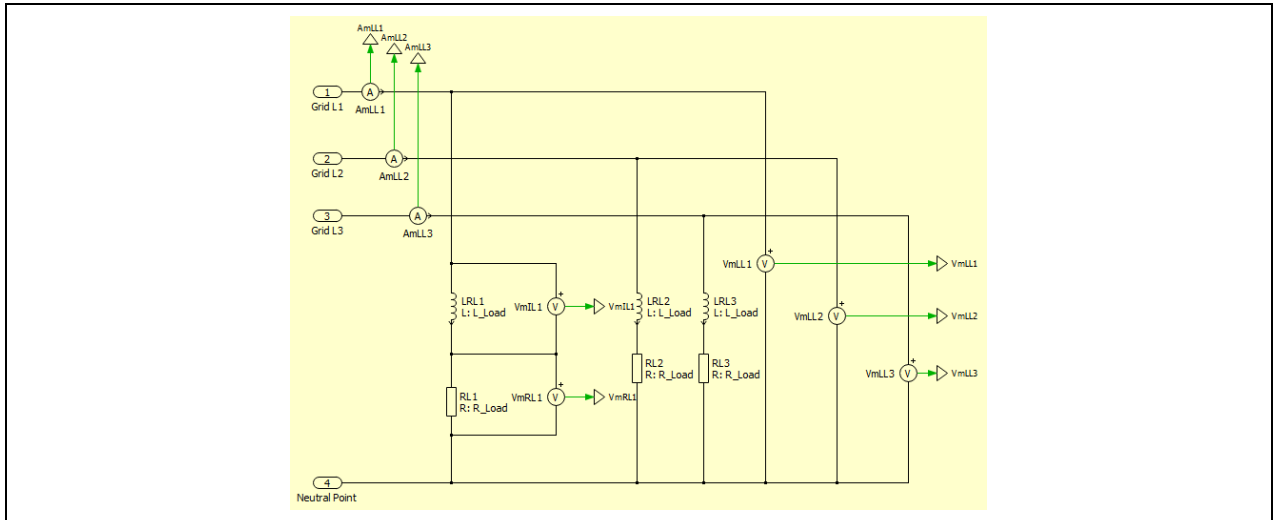 AmLL1
AmLL2
AmLL3
1
A
Grid L1
AmLL1
2
A
Grid L2
AmLL2
3
A
Grid L3
AmLL3
VmLL1
+
V
VmLL1
LRL1
L: L_Load
VmIL1
+
V
VmIL1
LRL2
L: L_Load
LRL3
L: L_Load
VmLL2
+
V
VmLL2
RL2
R: R_Load
RL3
R: R_Load
VmLL3
+
V
VmLL3
RL1
R: R_Load
VmRL1
+
V
VmRL1
4
Neutral Point